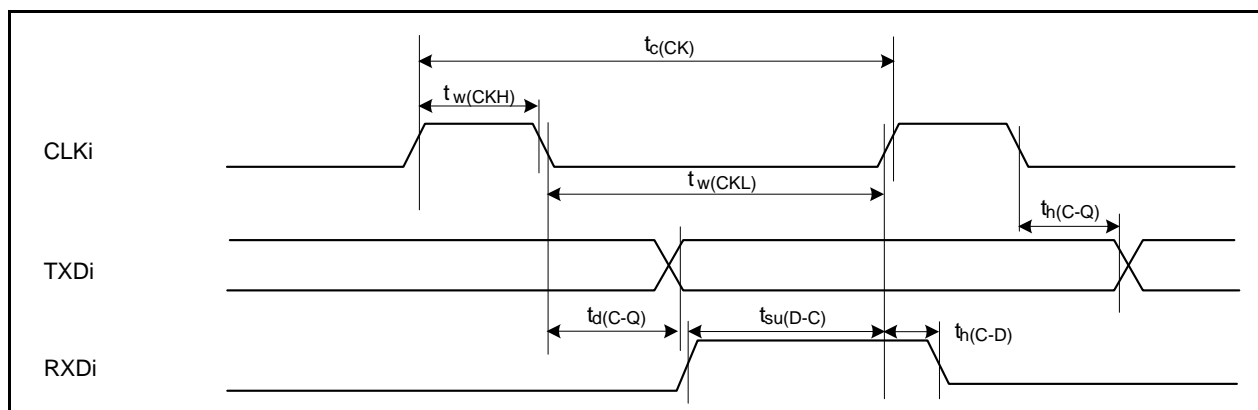 tc(CK)
tw(CKH)
CLKi
tw(CKL)
th(C-Q)
TXDi
td(C-Q)
tsu(D-C)
th(C-D)
RXDi